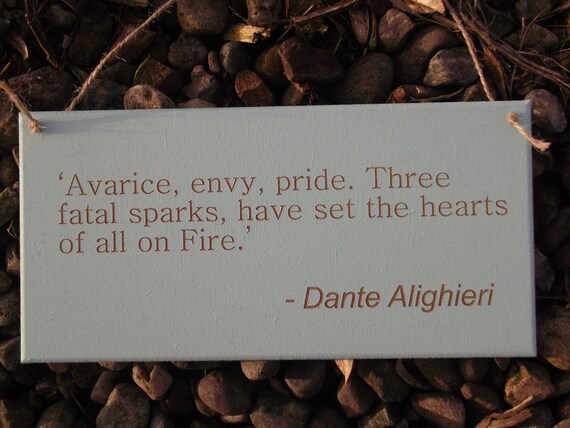 ‘Avarice, envy, pride. Three
fatal sparks, have set the hearts
of all on Fire.’
- Dante Alighieri